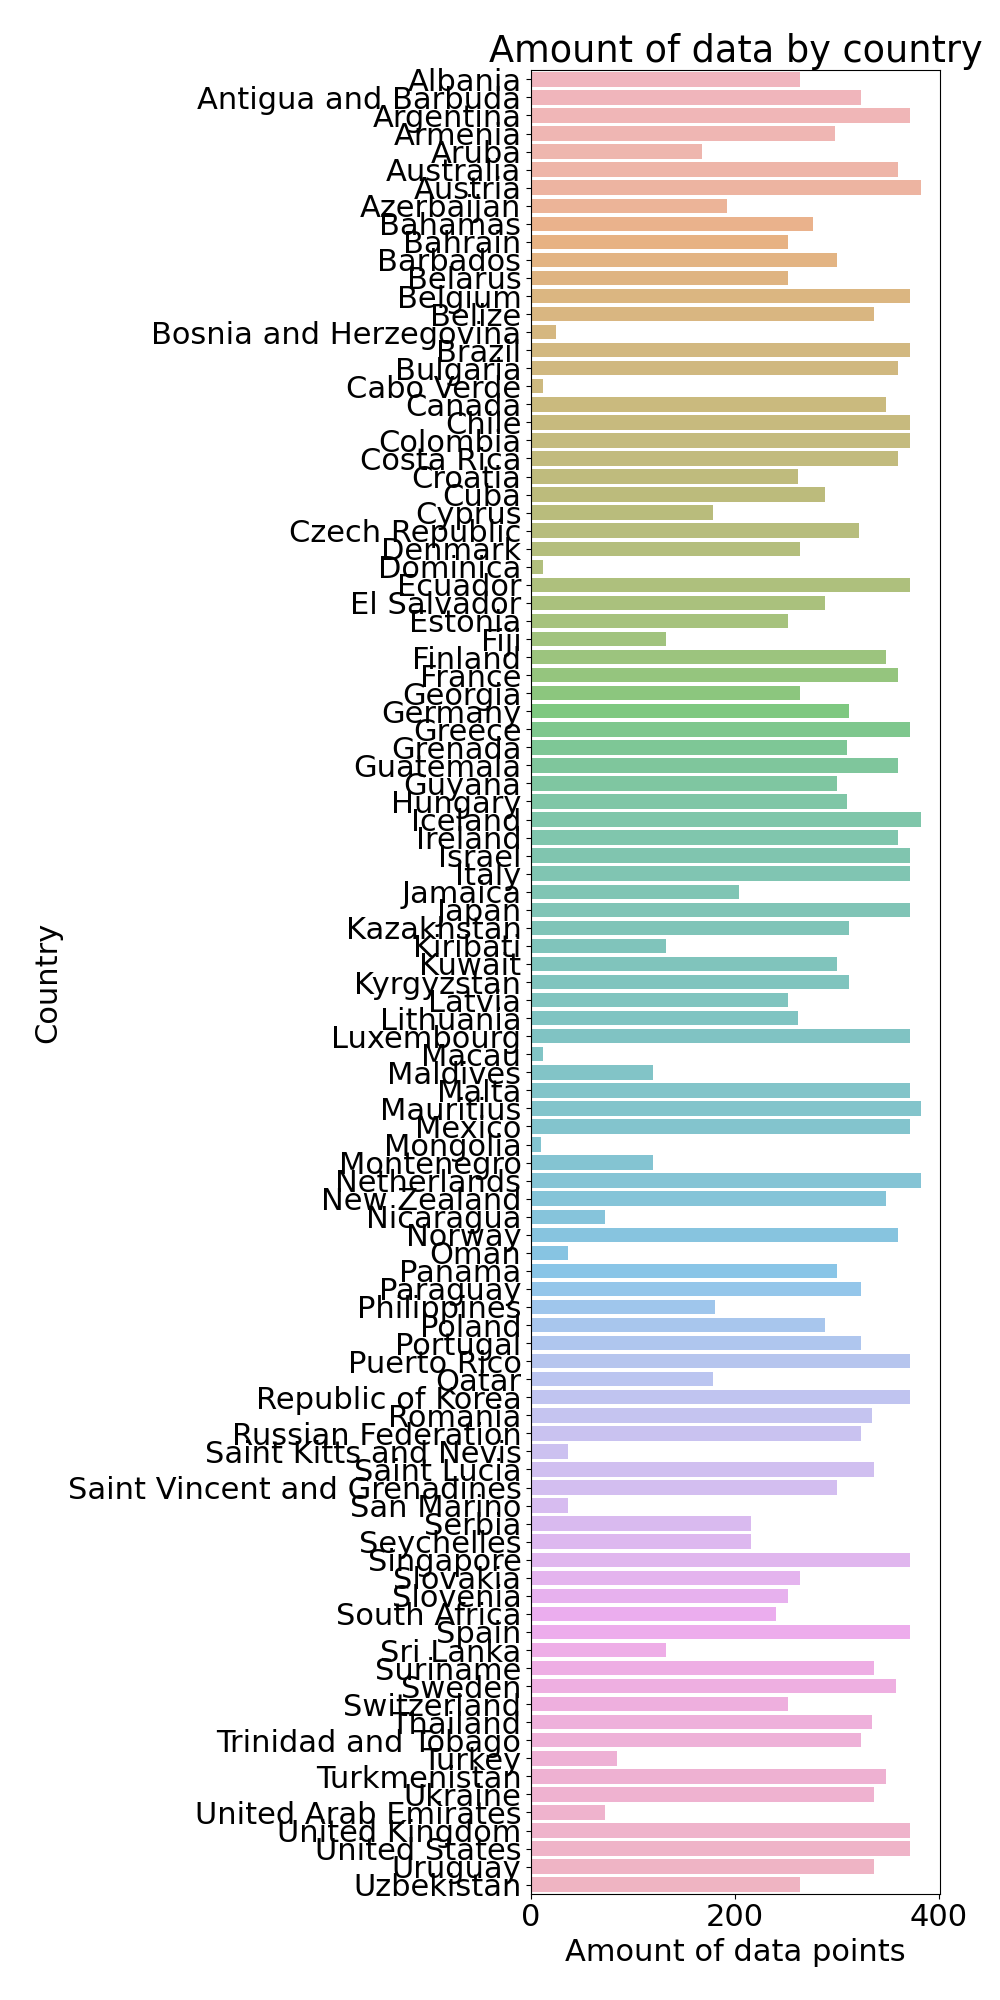 Amount of data by country
Albania
Antigua and Barbuda
Argentina
Armenia
Aruba
Australia
Austria
Azerbaijan
Bahamas
Bahrain
Barbados
Belarus
Belgium
Belize
Bosnia and Herzegovina
Brazil
Bulgaria
Cabo Verde
Canada
Chile
Colombia
Costa Rica
Croatia
Cuba
Cyprus
Czech Republic
Denmark
Dominica
Ecuador
El Salvador
Estonia
Fiji
Finland
France
Georgia
Germany
Greece
Grenada
Guatemala
Guyana
Hungary
Iceland
Ireland
Israel
Italy
Jamaica
Japan
Kazakhstan
Kiribati
Kuwait
Kyrgyzstan
Latvia
Lithuania
Luxembourg
Macau
Maldives
Malta
Mauritius
Mexico
Mongolia
Montenegro
Netherlands
New Zealand
Nicaragua
Norway
Oman
Panama
Paraguay
Philippines
Poland
Portugal
Puerto Rico
Qatar
Republic of Korea
Romania
Russian Federation
Saint Kitts and Nevis
Saint Lucia
Saint Vincent and Grenadines
San Marino
Serbia
Seychelles
Singapore
Slovakia
Slovenia
South Africa
Spain
Sri Lanka
Suriname
Sweden
Switzerland
Thailand
Trinidad and Tobago
Turkey
Turkmenistan
Ukraine
United Arab Emirates
United Kingdom
United States
Uruguay
Uzbekistan
Country
0 200 400
Amount of data points